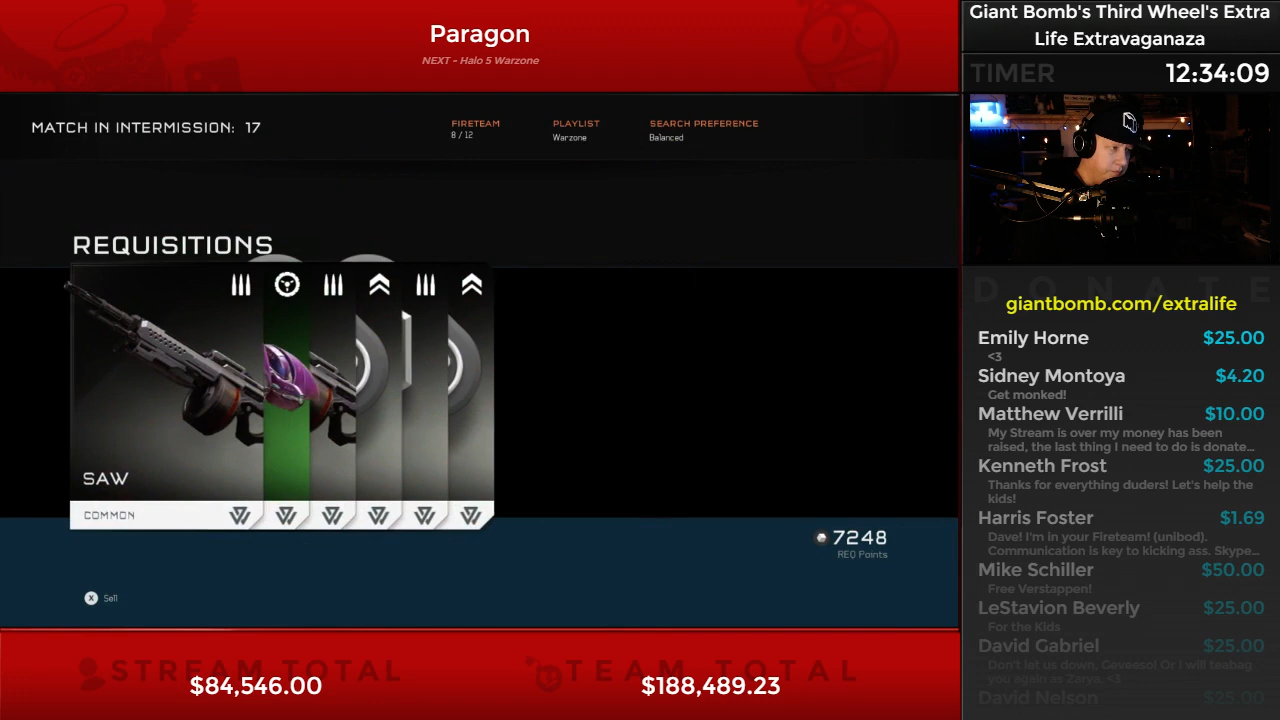 Paragon
NEXT - Halo 5 Warzone
MATCH IN INTERMISSION: 17
FIRETEAM
8 / 12
PLAYLIST
Warzone
SEARCH PREFERENCE
Balanced
REQUISITIONS
SAW
COMMON
7248
REQ Points
X Sell
STREAM TOTAL
$84,546.00
TEAM TOTAL
$188,489.23
Giant Bomb's Third Wheel's Extra
Life Extravaganaza
TIMER
12:34:09
DONATE
giantbomb.com/extralife
Emily Horne $25.00
<3
Sidney Montoya $4.20
Get monked!
Matthew Verrilli $10.00
My Stream is over my money has been
raised, the last thing I need to do is donate...
Kenneth Frost $25.00
Thanks for everything duders! Let's help the
kids!
Harris Foster $1.69
Dave! I'm in your Fireteam! (unibod).
Communication is key to kicking ass. Skype...
Mike Schiller $50.00
Free Verstappen!
LeStavion Beverly $25.00
For the Kids
David Gabriel $25.00
Don't let us down, Caveeso! Or I will teabag
you again as Zarya. <3
David Nelson $25.00